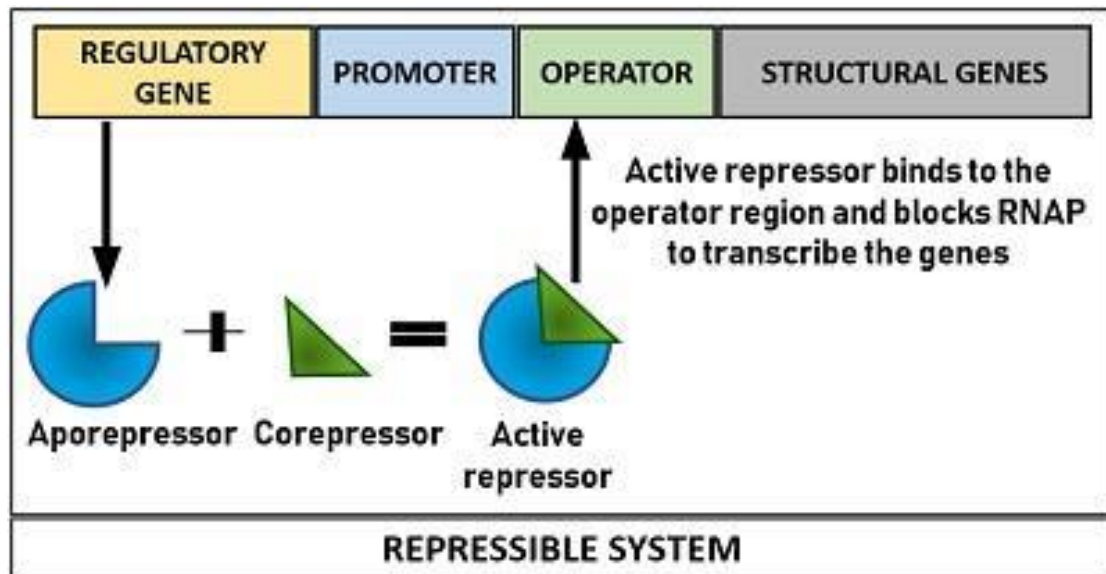 REGULATORY
GENE
PROMOTER
OPERATOR
STRUCTURAL GENES
Active repressor binds to the
operator region and blocks RNAP
to transcribe the genes
Aporepressor
Corepressor
Active
repressor
REPRESSIBLE SYSTEM